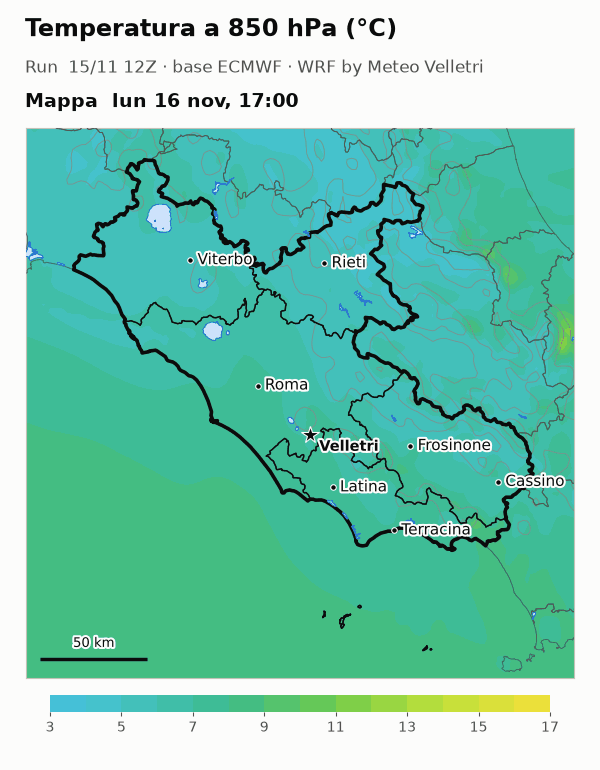 Temperatura a 850 hPa (°C)
Run  15/11 12Z · base ECMWF · WRF by Meteo Velletri
Mappa  lun 16 nov, 17:00
Viterbo
Rieti
Roma
Velletri
Frosinone
Latina
Cassino
Terracina
50 km
3 5 7 9 11 13 15 17